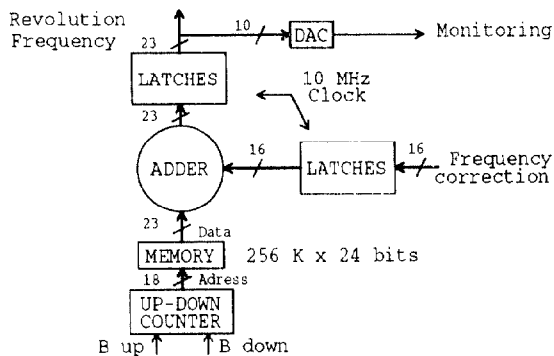 Revolution
Frequency
23
10
DAC
Monitoring
LATCHES
10 MHz
Clock
23
ADDER
16
LATCHES
16
Frequency
correction
23
Data
MEMORY
256 K x 24 bits
18
Adress
UP-DOWN
COUNTER
B up
B down